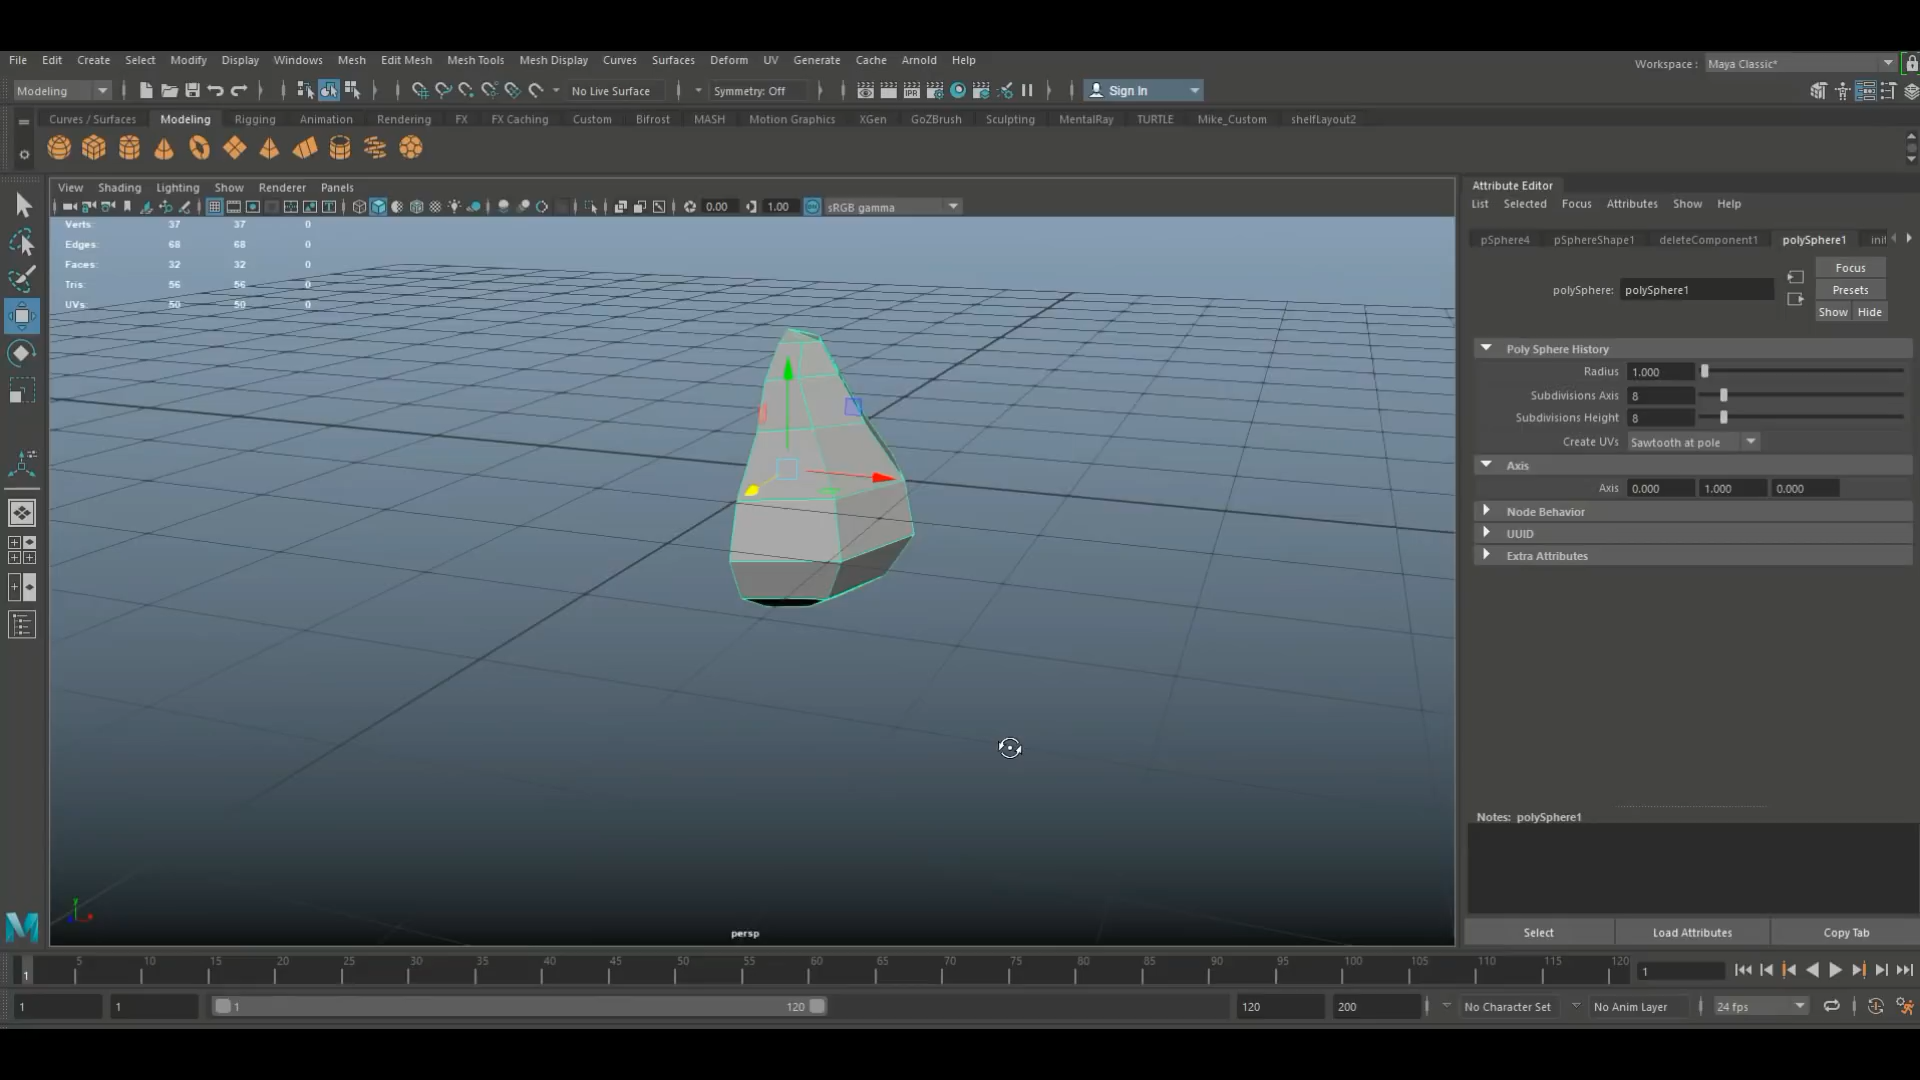 File Edit Create Select Modify Display Windows Mesh Edit Mesh Mesh Tools Mesh Display Curves Surfaces Deform UV Generate Cache Arnold Help Workspace : Maya Classic*
Modeling No Live Surface Symmetry: Off Sign In
Curves / Surfaces Modeling Rigging Animation Rendering FX FX Caching Custom Bifrost MASH Motion Graphics XGen GoZBrush Sculpting MentalRay TURTLE Mike_Custom shelfLayout2
View Shading Lighting Show Renderer Panels
0.00 1.00 sRGB gamma
Verts: 37 37 0
Edges: 68 68 0
Faces: 32 32 0
Tris: 56 56 0
UVs: 50 50 0
persp
Attribute Editor
List Selected Focus Attributes Show Help
pSphere4 pSphereShape1 deleteComponent1 polySphere1 init
Focus
polySphere: polySphere1 Presets
Show Hide
Poly Sphere History
Radius 1.000
Subdivisions Axis 8
Subdivisions Height 8
Create UVs Sawtooth at pole
Axis
Axis 0.000 1.000 0.000
Node Behavior
UUID
Extra Attributes
Notes: polySphere1
Select Load Attributes Copy Tab
1 5 10 15 20 25 30 35 40 45 50 55 60 65 70 75 80 85 90 95 100 105 110 115 120 1
1 1 1 120 120 200 No Character Set No Anim Layer 24 fps